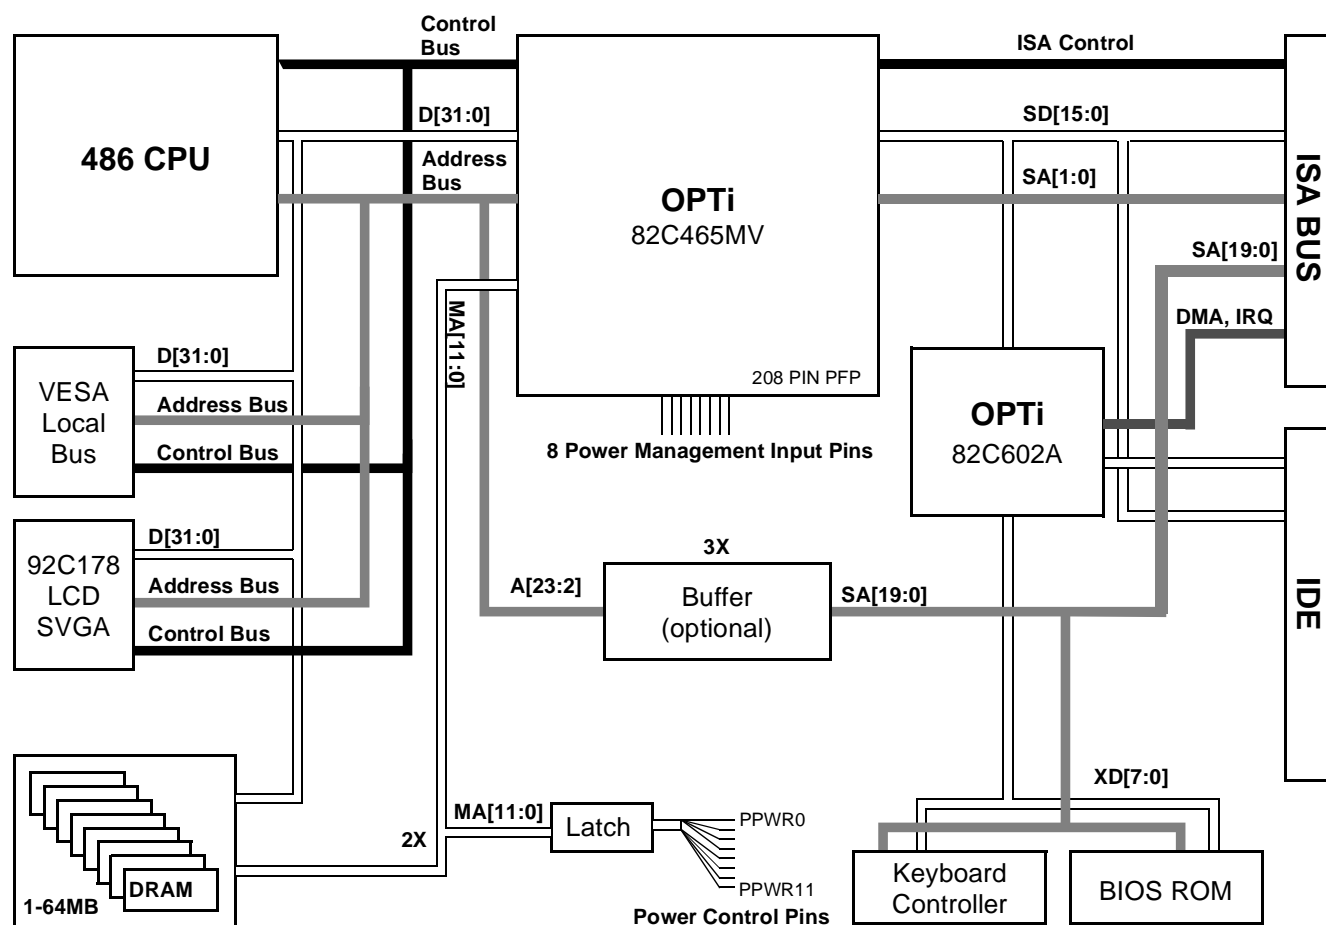 Control
Bus
ISA Control
D[31:0]
SD[15:0]
486 CPU
Address
Bus
OPTi
82C465MV
SA[1:0]
ISA BUS
SA[19:0]
MA[11:0]
DMA, IRQ
208 PIN PFP
D[31:0]
VESA
Local
Bus
Address Bus
Control Bus
8 Power Management Input Pins
OPTi
82C602A
D[31:0]
92C178
LCD
SVGA
Address Bus
Control Bus
3X
A[23:2]
Buffer
(optional)
SA[19:0]
IDE
XD[7:0]
MA[11:0]
2X
Latch
PPWR0
PPWR11
Power Control Pins
DRAM
1-64MB
Keyboard
Controller
BIOS ROM